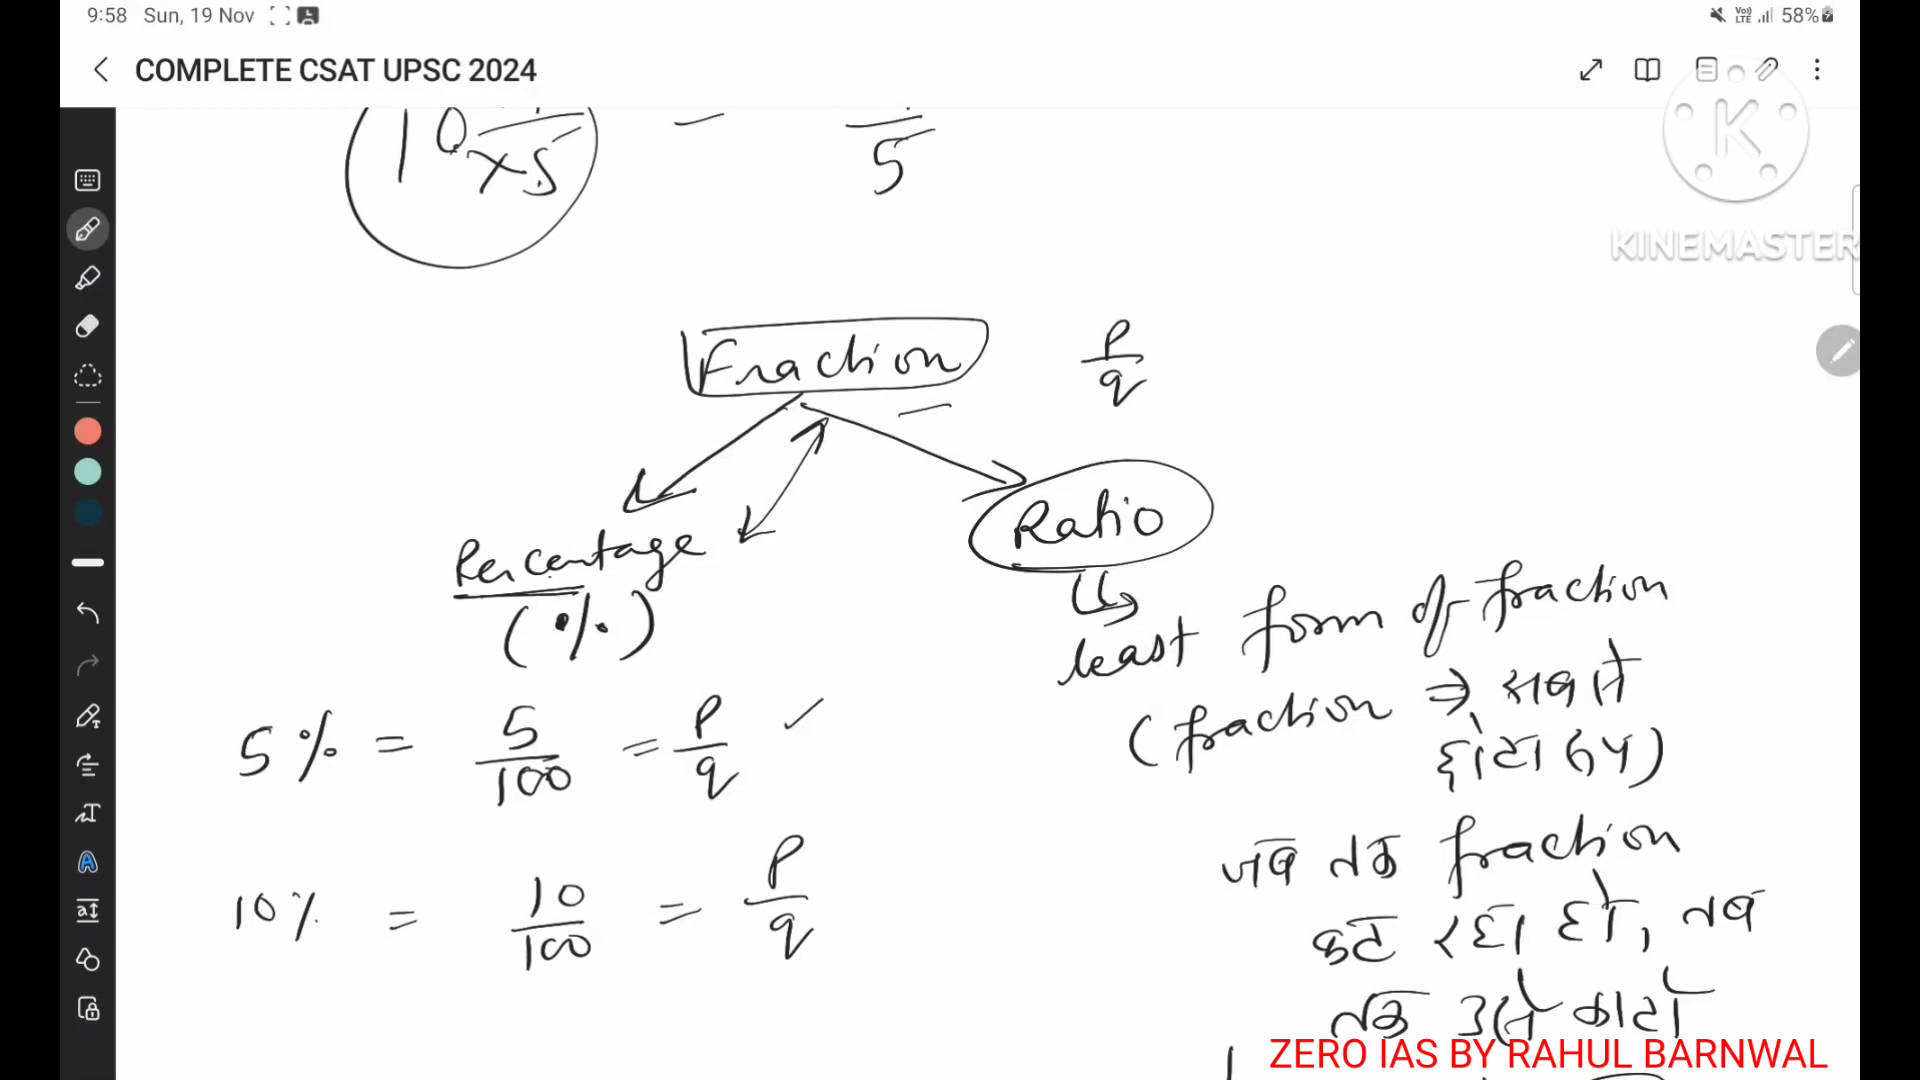 9:58 Sun, 19 Nov
58%
COMPLETE CSAT UPSC 2024
K
KINEMASTER
10
×5
=
5
Fraction
p/q
Percentage
(%)
Ratio
least form of fraction
(fraction ⇒ सबसे
छोटा रूप)
5% = 5/100 = p/q ✓
जब तक fraction
कट रहा हो, तब
तक उसे काटो
10% = 10/100 = p/q
ZERO IAS BY RAHUL BARNWAL